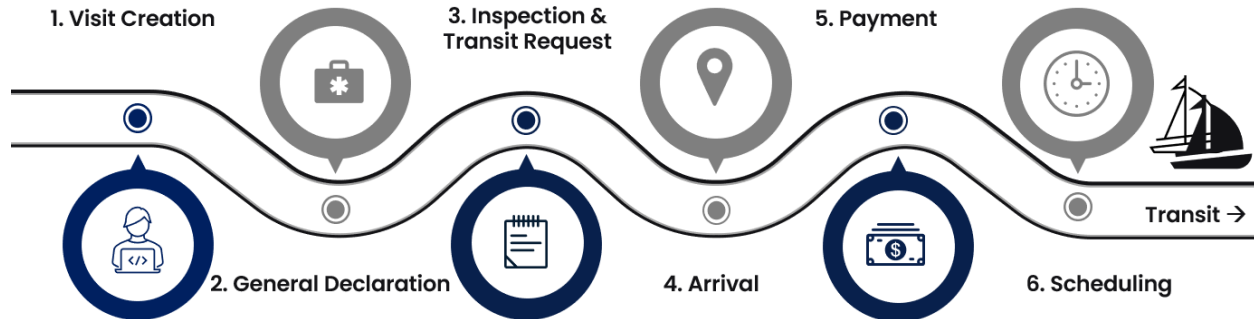 1. Visit Creation
2. General Declaration
3. Inspection &
Transit Request
4. Arrival
5. Payment
6. Scheduling
Transit →